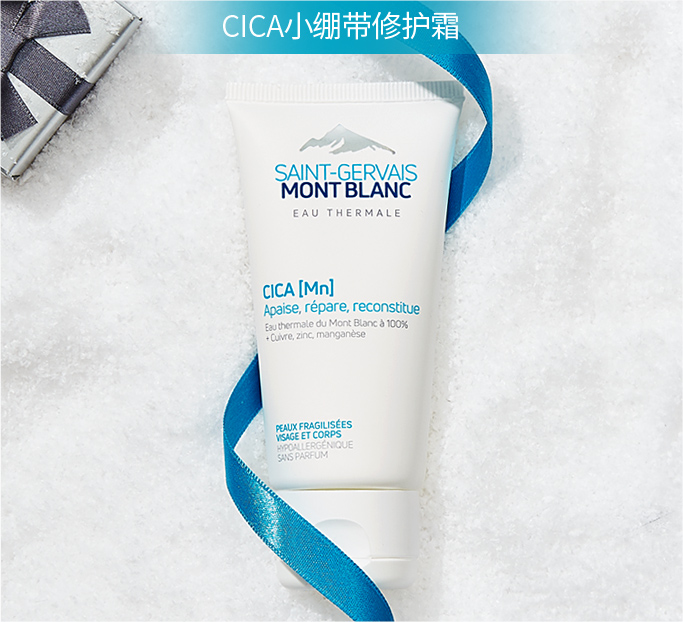 CICA小绷带修护霜
SAINT-GERVAIS
MONT BLANC
EAU THERMALE
CICA [Mn]
Apaise, répare, reconstitue
Eau thermale du Mont Blanc à 100%
+ Cuivre, zinc, manganèse
PEAUX FRAGILISÉES
VISAGE ET CORPS
HYPOALLERGÉNIQUE
SANS PARFUM